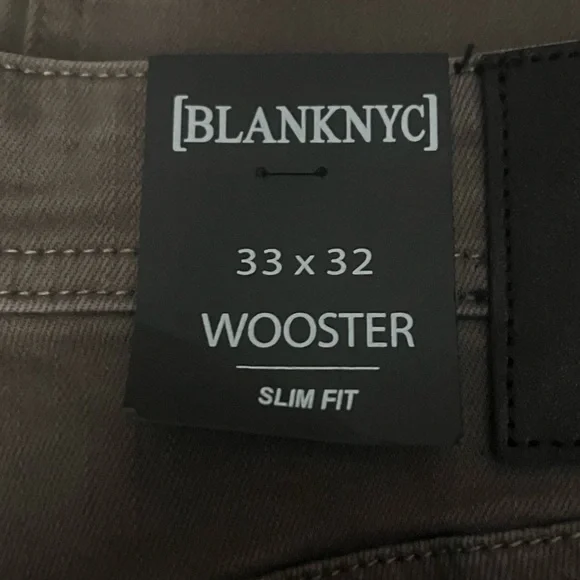 [BLANKNYC]
33 x 32
WOOSTER
SLIM FIT